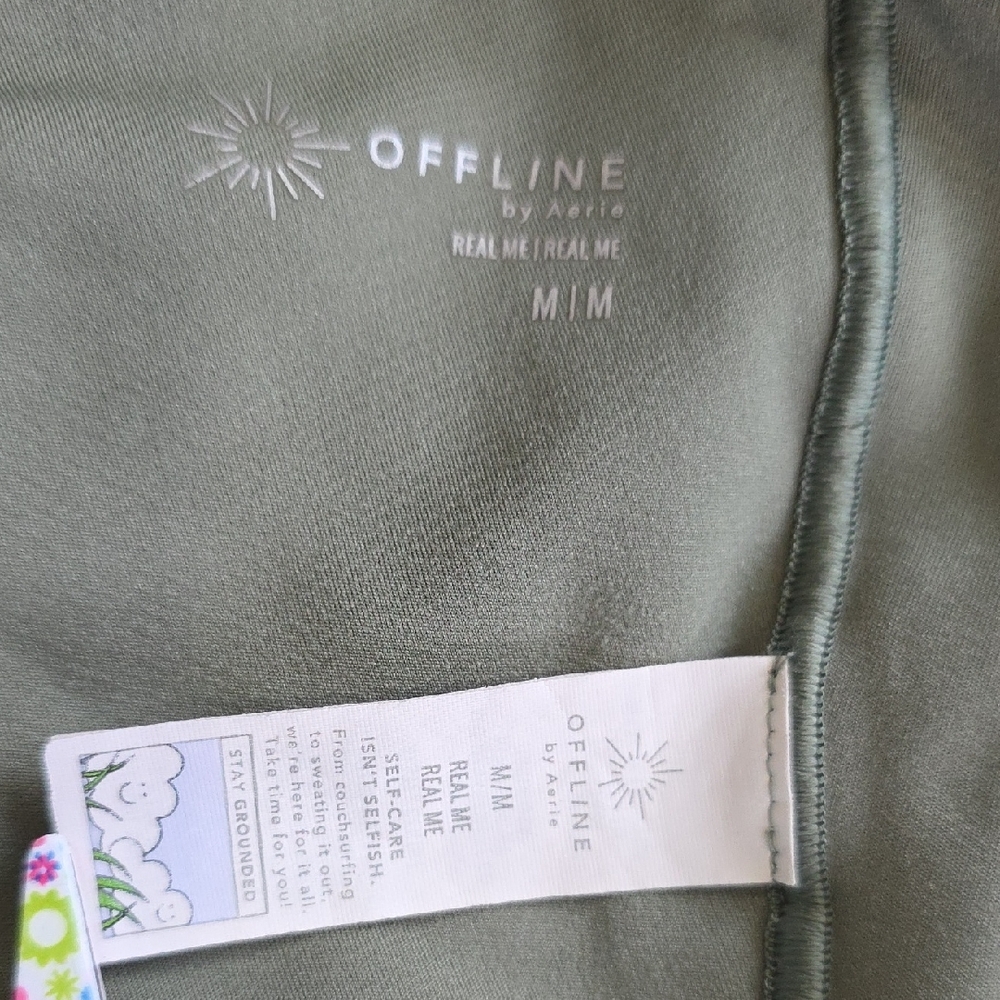 OFFLINE
by Aerie
REAL ME | REAL ME
M | M
OFFLINE
by Aerie
M/M
REAL ME
REAL ME
SELF-CARE
ISN'T SELFISH.
From couchsurfing
to sweating it out,
we're here for it all.
Take time for you!
STAY GROUNDED